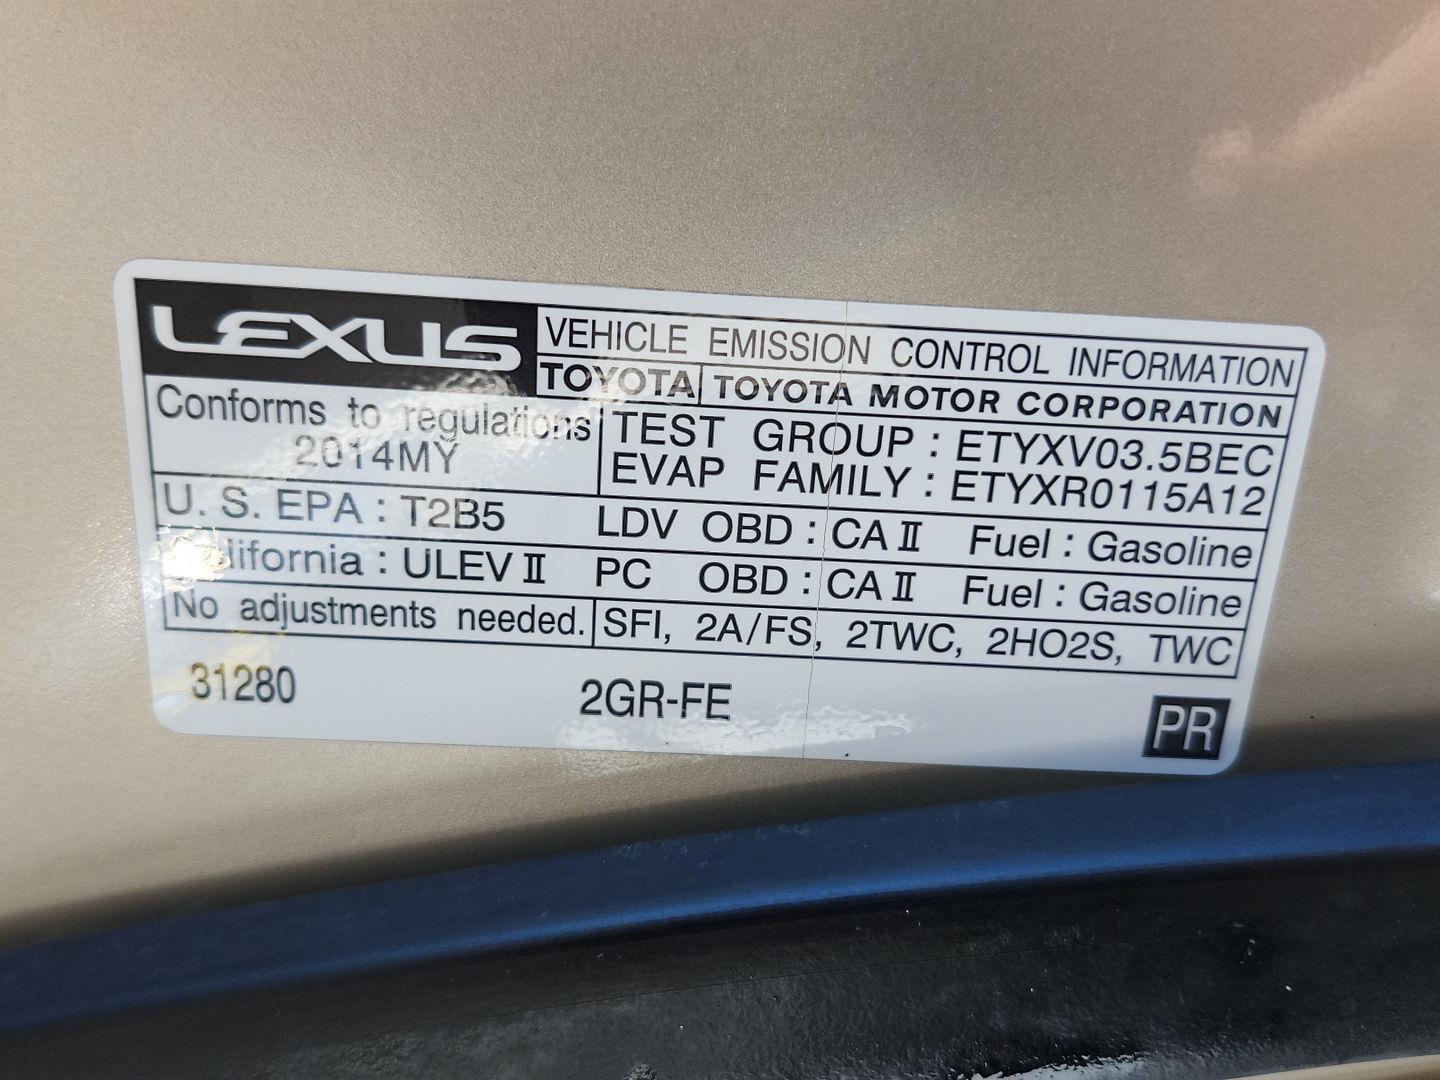 LEXUS VEHICLE EMISSION CONTROL INFORMATION
TOYOTA TOYOTA MOTOR CORPORATION
Conforms to regulations
2014MY
TEST GROUP : ETYXV03.5BEC
EVAP FAMILY : ETYXR0115A12
U. S. EPA : T2B5 LDV OBD : CA II Fuel : Gasoline
California : ULEV II PC OBD : CA II Fuel : Gasoline
No adjustments needed. SFI, 2A/FS, 2TWC, 2HO2S, TWC
31280 2GR-FE PR